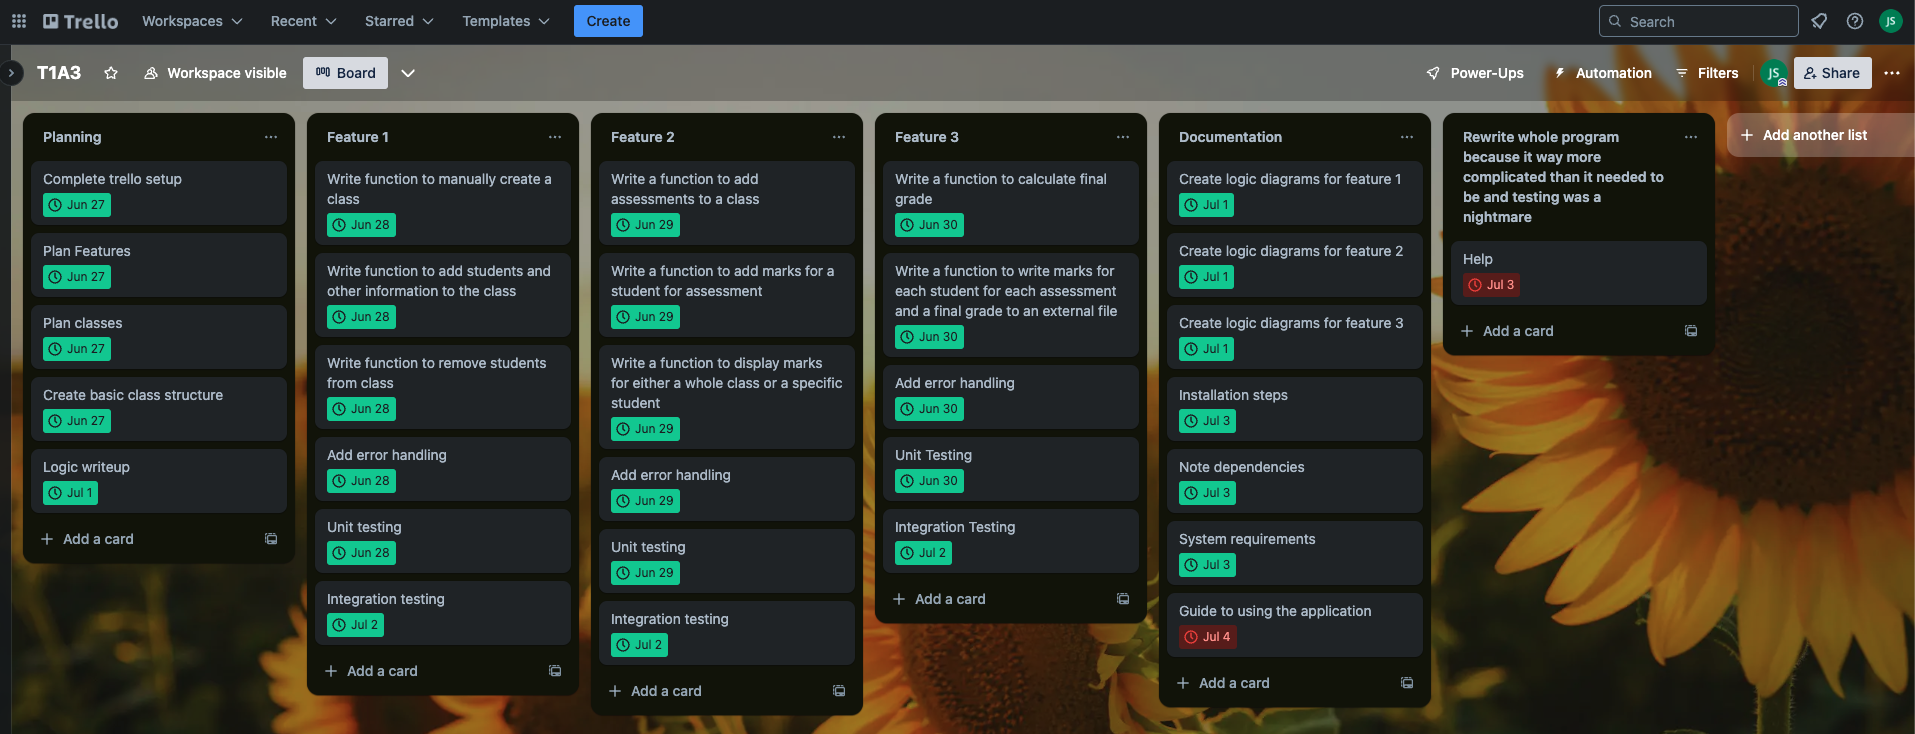 Trello
Workspaces
Recent
Starred
Templates
Create
Search
JS
T1A3
Workspace visible
Board
Power-Ups
Automation
Filters
JS
Share
Planning
Complete trello setup
Jun 27
Plan Features
Jun 27
Plan classes
Jun 27
Create basic class structure
Jun 27
Logic writeup
Jul 1
Add a card
Feature 1
Write function to manually create a
class
Jun 28
Write function to add students and
other information to the class
Jun 28
Write function to remove students
from class
Jun 28
Add error handling
Jun 28
Unit testing
Jun 28
Integration testing
Jul 2
Add a card
Feature 2
Write a function to add
assessments to a class
Jun 29
Write a function to add marks for a
student for assessment
Jun 29
Write a function to display marks
for either a whole class or a specific
student
Jun 29
Add error handling
Jun 29
Unit testing
Jun 29
Integration testing
Jul 2
Add a card
Feature 3
Write a function to calculate final
grade
Jun 30
Write a function to write marks for
each student for each assessment
and a final grade to an external file
Jun 30
Add error handling
Jun 30
Unit Testing
Jun 30
Integration Testing
Jul 2
Add a card
Documentation
Create logic diagrams for feature 1
Jul 1
Create logic diagrams for feature 2
Jul 1
Create logic diagrams for feature 3
Jul 1
Installation steps
Jul 3
Note dependencies
Jul 3
System requirements
Jul 3
Guide to using the application
Jul 4
Add a card
Rewrite whole program
because it way more
complicated than it needed to
be and testing was a
nightmare
Help
Jul 3
Add a card
Add another list